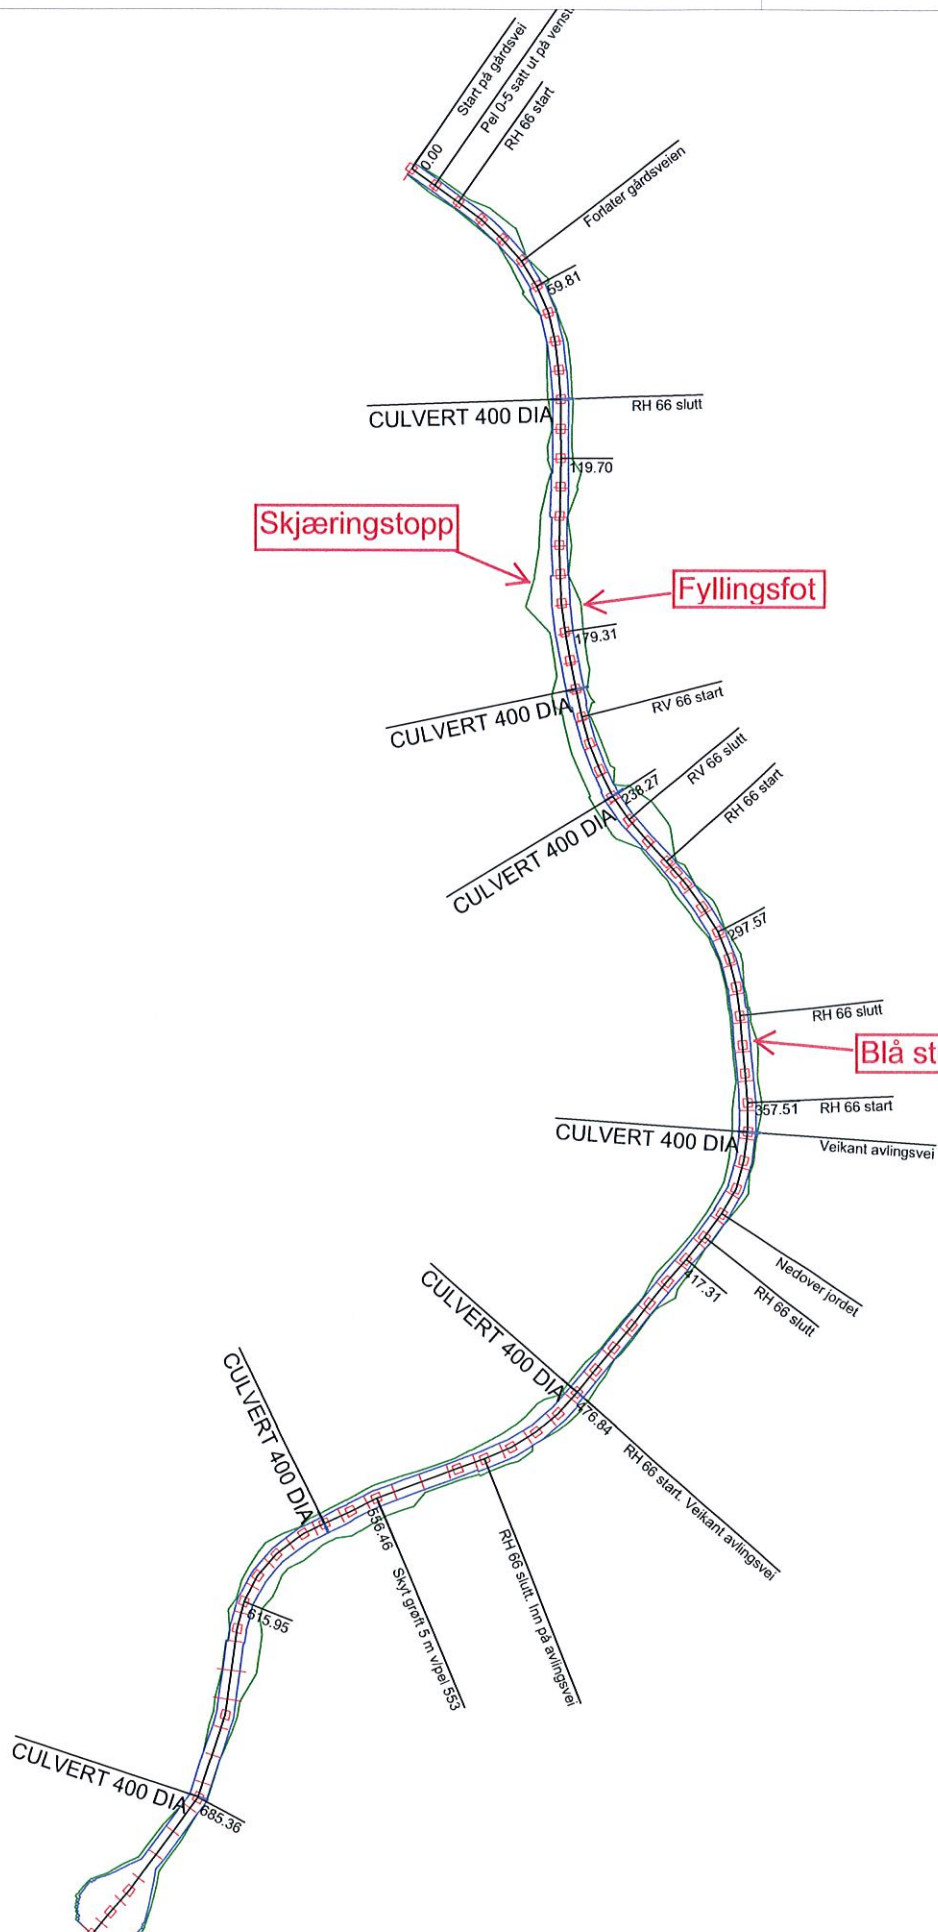 Start på gårdsvei
0.00
Pel 0-5 satt ut på
RH 66 start
Forlater gårdsveien
59.81
RH 66 slutt
CULVERT 400 DIA
119.70
Skjæringstopp
Fyllingsfot
179.31
CULVERT 400 DIA
RV 66 start
RV 66 slutt
238.27
CULVERT 400 DIA
RH 66 start
297.57
RH 66 slutt
Blå st
357.51
RH 66 start
CULVERT 400 DIA
Veikant avlingsvei
Nedover jordet
RH 66 slutt
417.31
CULVERT 400 DIA
476.84
RH 66 start. Veikant avlingsvei
RH 66 slutt. Inn på avlingsvei
CULVERT 400 DIA
556.46
Skyt grøft 5 m v/pel 553
615.95
CULVERT 400 DIA
685.36